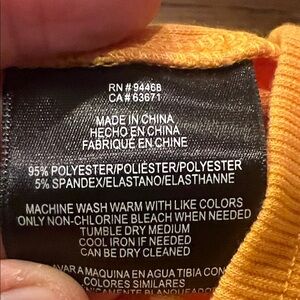 RN # 94468
CA # 63671
MADE IN CHINA
HECHO EN CHINA
FABRIQUÉ EN CHINE
95% POLYESTER/POLIÉSTER/POLYESTER
5% SPANDEX/ELASTANO/ELASTHANNE
MACHINE WASH WARM WITH LIKE COLORS
ONLY NON-CHLORINE BLEACH WHEN NEEDED
TUMBLE DRY MEDIUM
COOL IRON IF NEEDED
CAN BE DRY CLEANED
LAVAR A MAQUINA EN AGUA TIBIA CON
COLORES SIMILARES
BLANQUEADOR